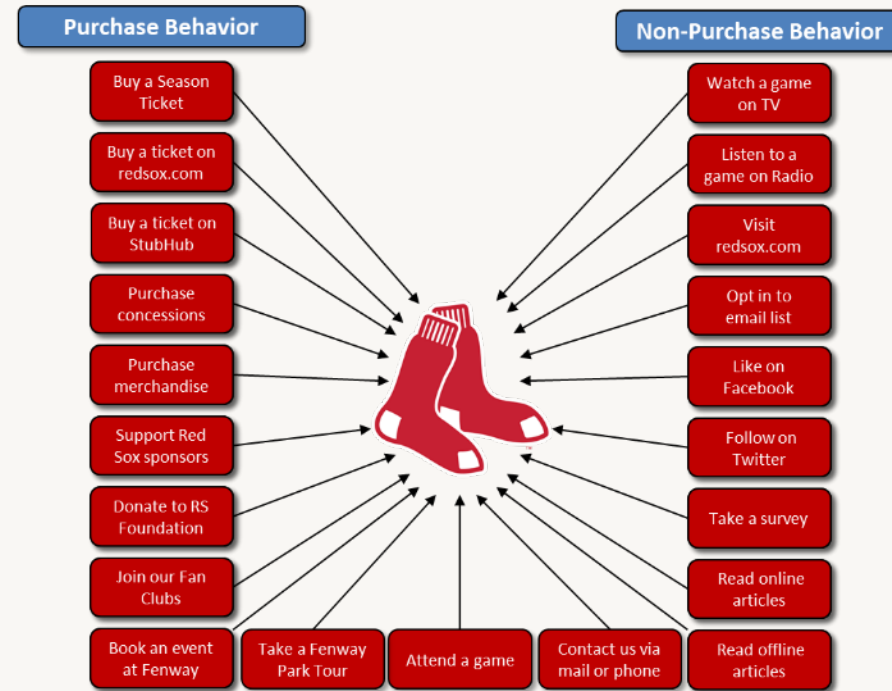 Purchase Behavior
Non-Purchase Behavior
Buy a Season
Ticket
Buy a ticket on
redsox.com
Buy a ticket on
StubHub
Purchase
concessions
Purchase
merchandise
Support Red
Sox sponsors
Donate to RS
Foundation
Join our Fan
Clubs
Book an event
at Fenway
Take a Fenway
Park Tour
Attend a game
Contact us via
mail or phone
Watch a game
on TV
Listen to a
game on Radio
Visit
redsox.com
Opt in to
email list
Like on
Facebook
Follow on
Twitter
Take a survey
Read online
articles
Read offline
articles